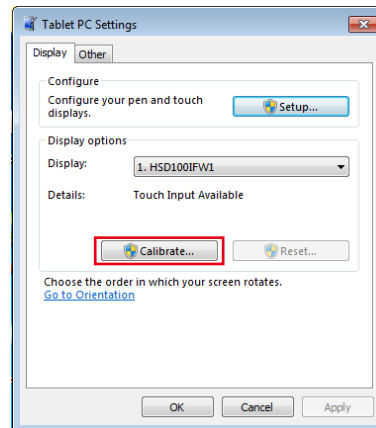 Tablet PC Settings
Display Other
Configure
Configure your pen and touch
displays.
Setup...
Display options
Display: 1. HSD100IFW1
Details: Touch Input Available
Calibrate... Reset...
Choose the order in which your screen rotates.
Go to Orientation
OK Cancel Apply